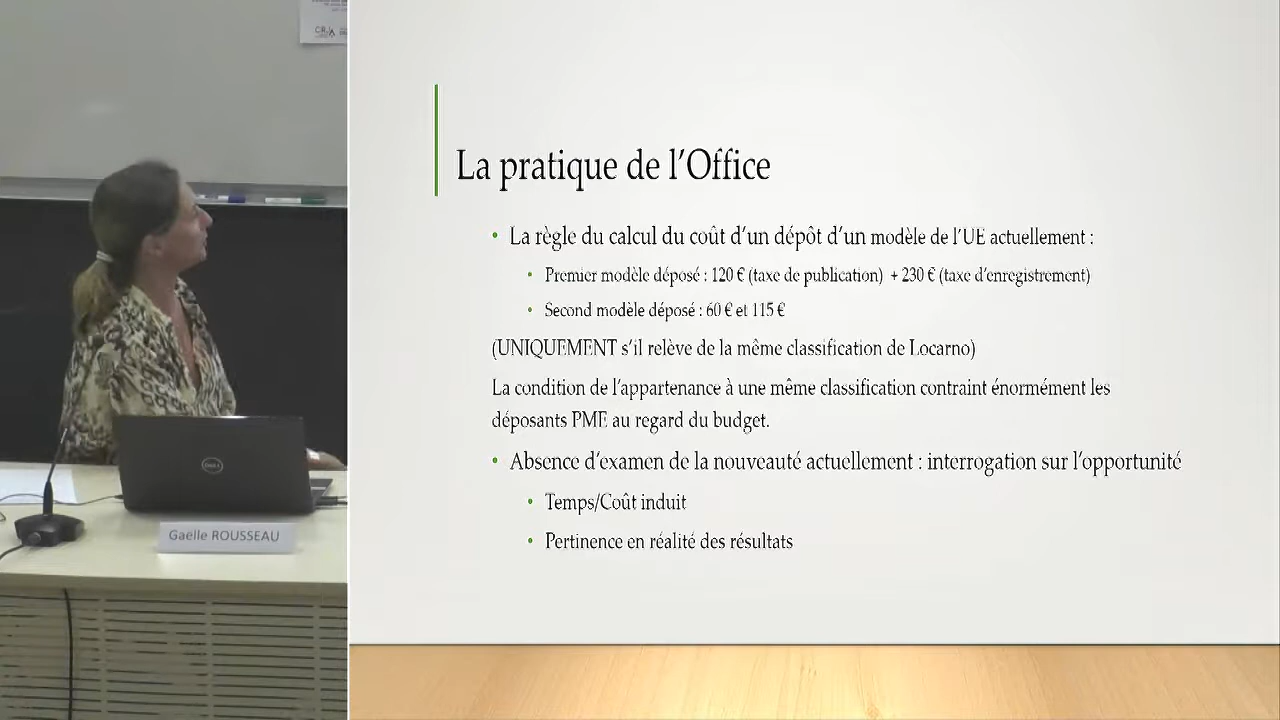 La pratique de l’Office
• La règle du calcul du coût d’un dépôt d’un modèle de l’UE actuellement :
• Premier modèle déposé : 120 € (taxe de publication) + 230 € (taxe d’enregistrement)
• Second modèle déposé : 60 € et 115 €
(UNIQUEMENT s’il relève de la même classification de Locarno)
La condition de l’appartenance à une même classification contraint énormément les
déposants PME au regard du budget.
• Absence d’examen de la nouveauté actuellement : interrogation sur l’opportunité
• Temps/Coût induit
• Pertinence en réalité des résultats
DELL
Gaëlle ROUSSEAU